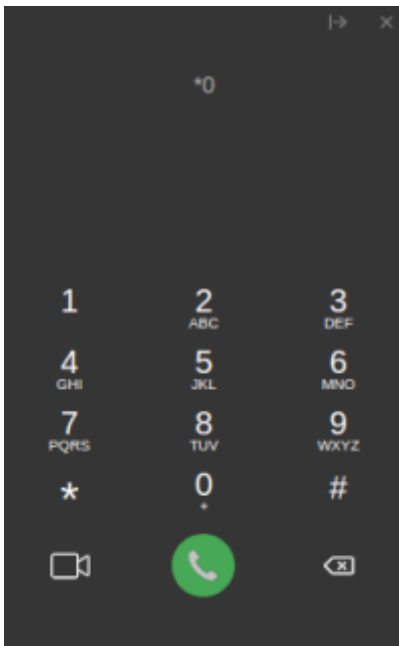 *0
1 2 3
ABC DEF
4 5 6
GHI JKL MNO
7 8 9
PQRS TUV WXYZ
* 0 #
+